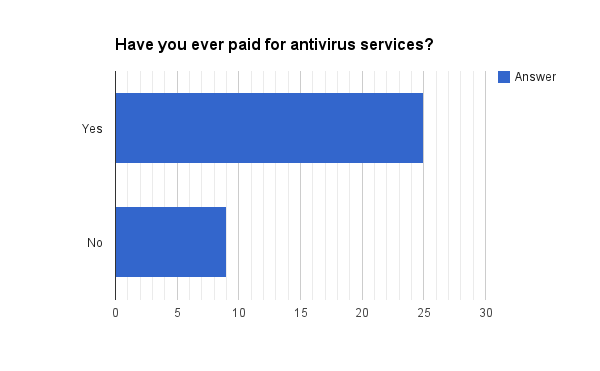 Have you ever paid for antivirus services?
Answer
Yes
No
0 5 10 15 20 25 30